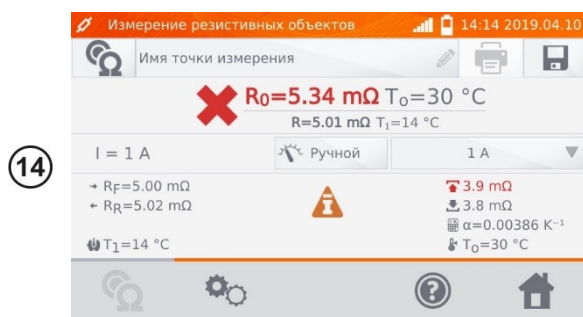 Измерение резистивных объектов 14:14 2019.04.10
Имя точки измерения
R0=5.34 mΩ To=30 °C
R=5.01 mΩ T1=14 °C
I = 1 A Ручной 1 A
14
→ RF=5.00 mΩ 3.9 mΩ
← RR=5.02 mΩ 3.8 mΩ
α=0.00386 K⁻¹
T1=14 °C To=30 °C